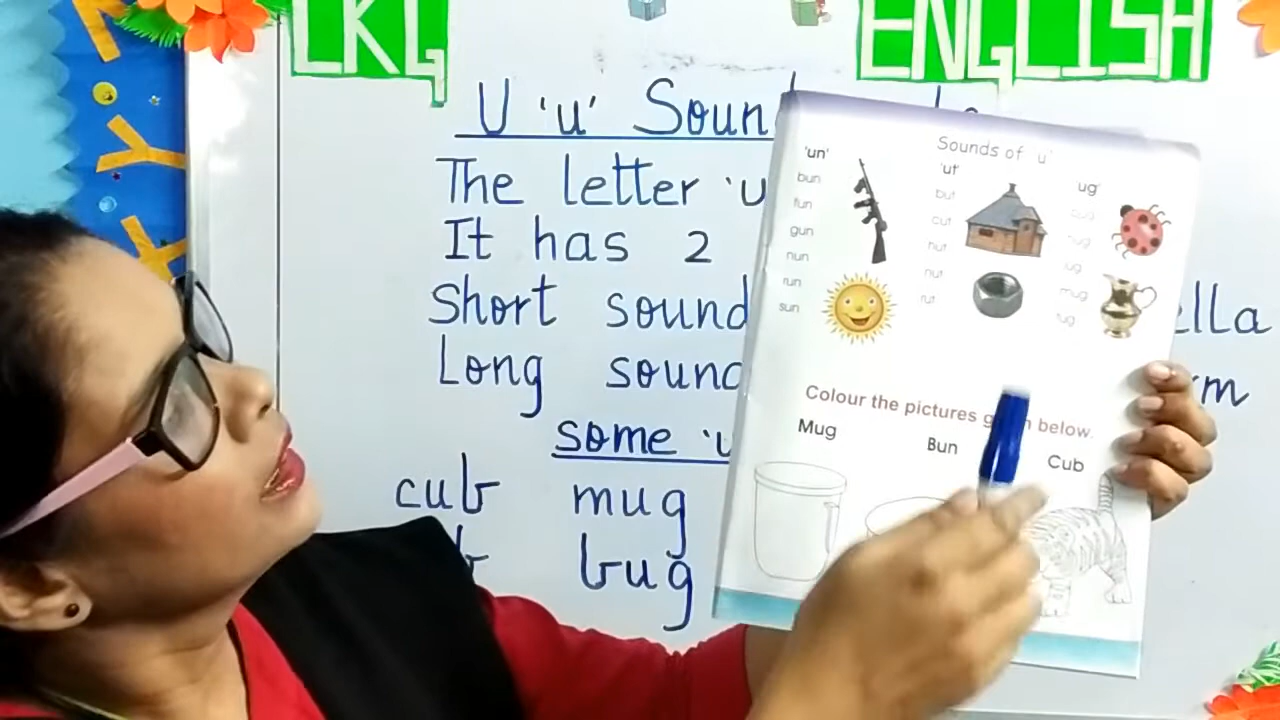 LKG
ENGLISH
U 'u' Soun
The letter 'u
It has 2
Short sound
ella
Long sound
rm
some 'u
cub mug
bug
Sounds of 'u'
'un'
bun
fun
gun
nun
run
sun
'ut'
but
cut
hut
nut
rut
'ug'
jug
mug
tug
Colour the pictures below.
Mug Bun Cub